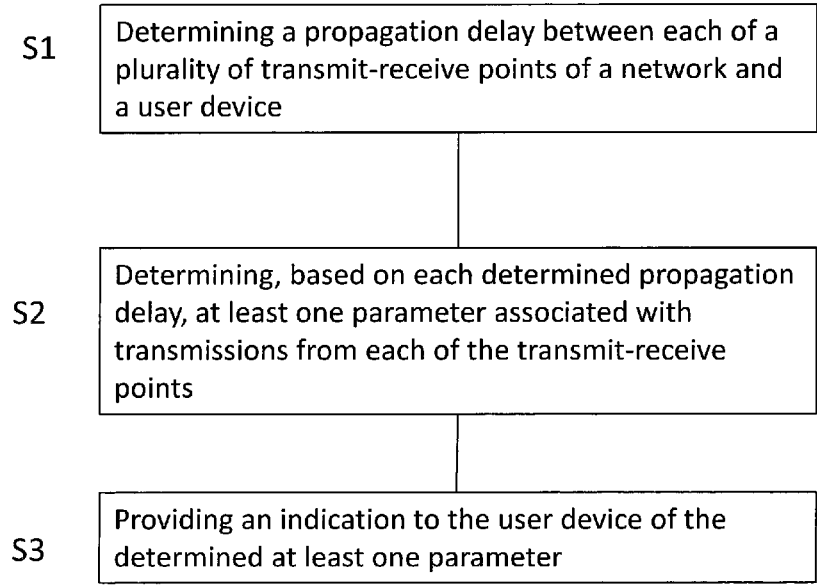 S1
Determining a propagation delay between each of a
plurality of transmit-receive points of a network and
a user device
S2
Determining, based on each determined propagation
delay, at least one parameter associated with
transmissions from each of the transmit-receive
points
S3
Providing an indication to the user device of the
determined at least one parameter